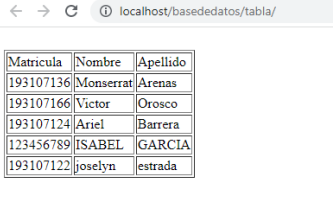 localhost/basededatos/tabla/
Matricula Nombre Apellido
193107136 Monserrat Arenas
193107166 Victor Orosco
193107124 Ariel Barrera
123456789 ISABEL GARCIA
193107122 joselyn estrada